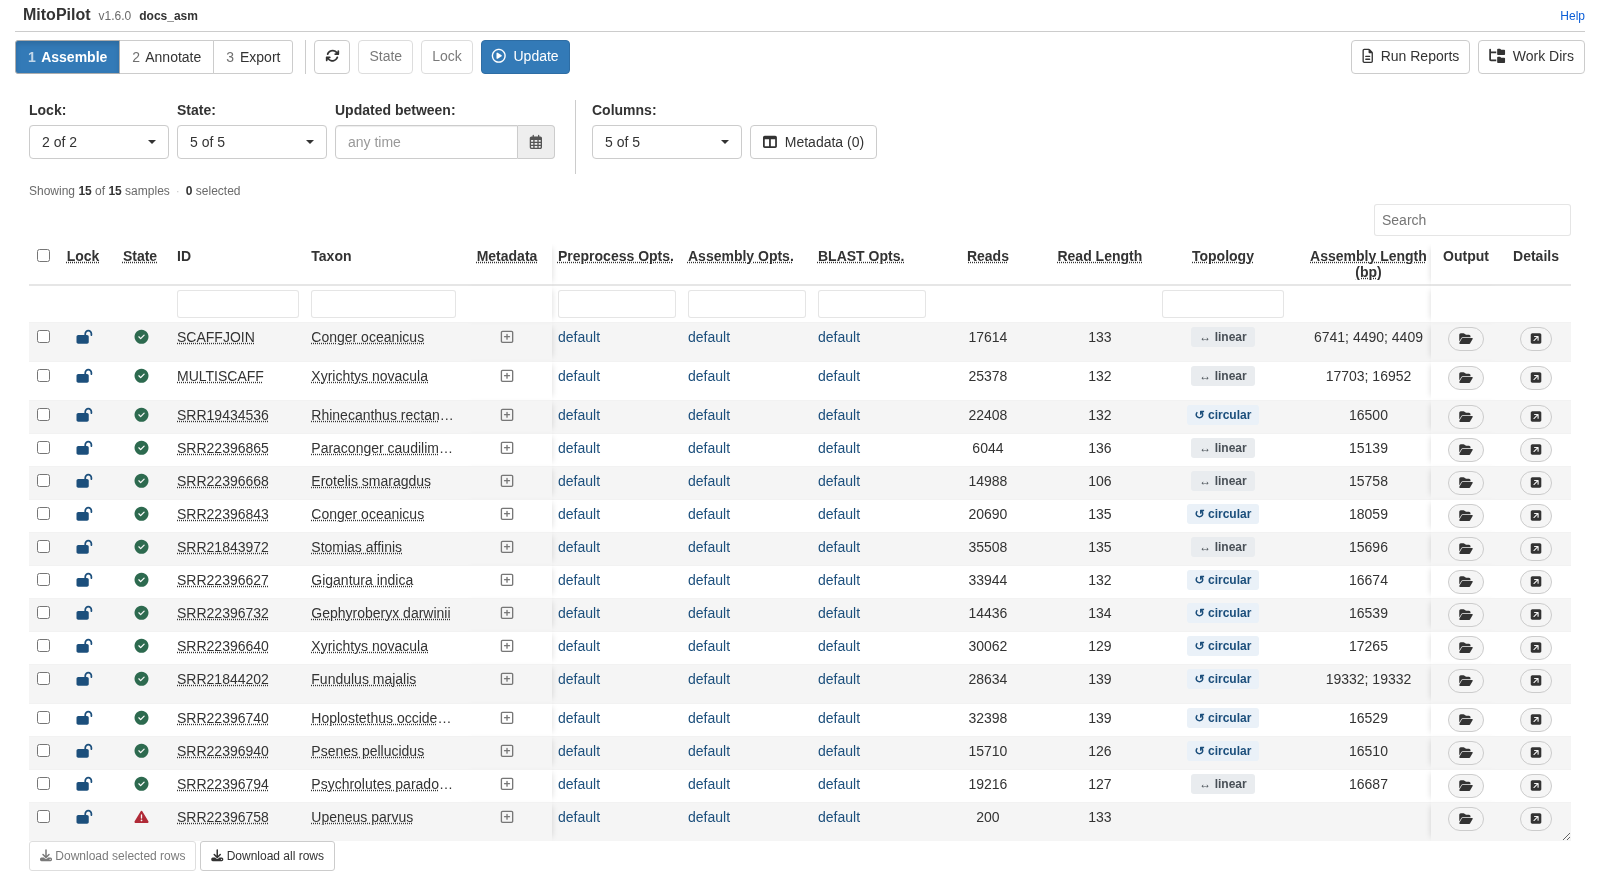 MitoPilot v1.6.0 docs_asm Help
1 Assemble 2 Annotate 3 Export State Lock Update Run Reports Work Dirs
Lock: State: Updated between: Columns:
2 of 2 5 of 5 any time 5 of 5 Metadata (0)
Showing 15 of 15 samples · 0 selected
Search
Lock State ID Taxon Metadata Preprocess Opts. Assembly Opts. BLAST Opts. Reads Read Length Topology Assembly Length (bp) Output Details
SCAFFJOIN Conger oceanicus default default default 17614 133 ↔ linear 6741; 4490; 4409
MULTISCAFF Xyrichtys novacula default default default 25378 132 ↔ linear 17703; 16952
SRR19434536 Rhinecanthus rectan… default default default 22408 132 ↺ circular 16500
SRR22396865 Paraconger caudilim… default default default 6044 136 ↔ linear 15139
SRR22396668 Erotelis smaragdus default default default 14988 106 ↔ linear 15758
SRR22396843 Conger oceanicus default default default 20690 135 ↺ circular 18059
SRR21843972 Stomias affinis default default default 35508 135 ↔ linear 15696
SRR22396627 Gigantura indica default default default 33944 132 ↺ circular 16674
SRR22396732 Gephyroberyx darwinii default default default 14436 134 ↺ circular 16539
SRR22396640 Xyrichtys novacula default default default 30062 129 ↺ circular 17265
SRR21844202 Fundulus majalis default default default 28634 139 ↺ circular 19332; 19332
SRR22396740 Hoplostethus occide… default default default 32398 139 ↺ circular 16529
SRR22396940 Psenes pellucidus default default default 15710 126 ↺ circular 16510
SRR22396794 Psychrolutes parado… default default default 19216 127 ↔ linear 16687
SRR22396758 Upeneus parvus default default default 200 133
Download selected rows Download all rows